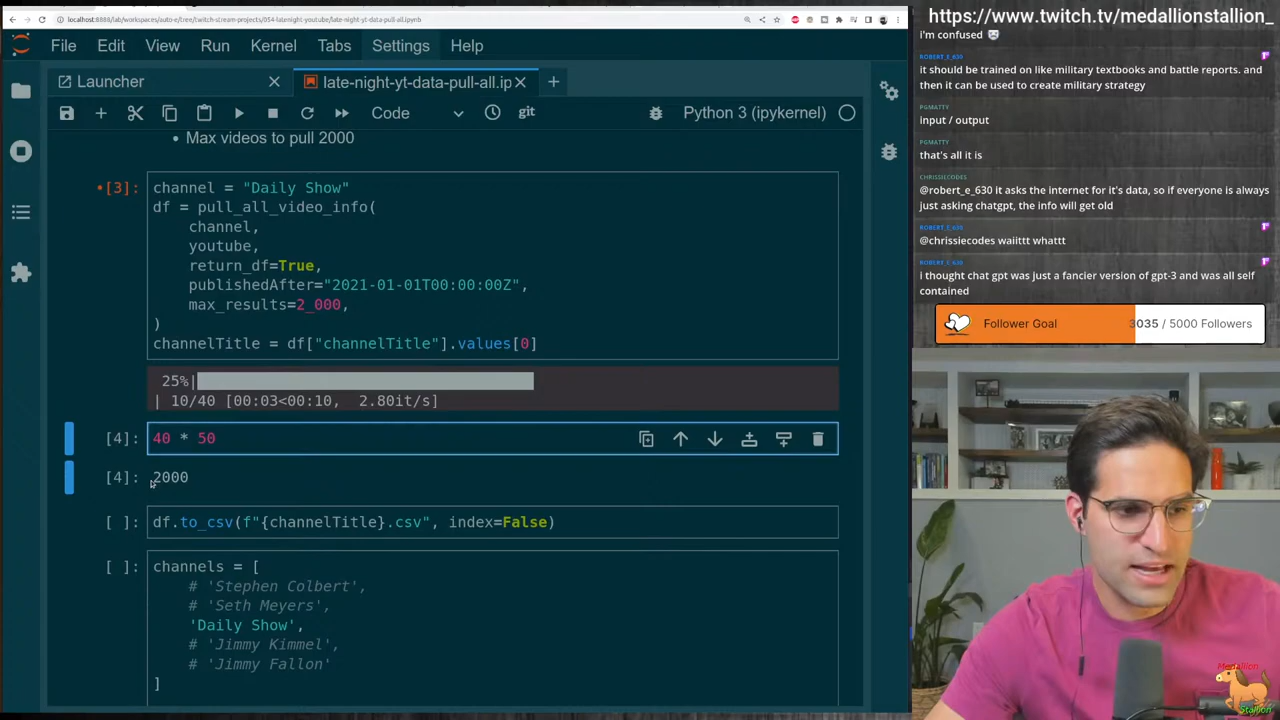 localhost:8888/lab/workspaces/auto-e/tree/twitch-stream-projects/054-latenight-youtube/late-night-yt-data-pull-all.ipynb
File Edit View Run Kernel Tabs Settings Help
Launcher
late-night-yt-data-pull-all.ip
Code
git
Python 3 (ipykernel)
• Max videos to pull 2000
[3]:
channel = "Daily Show"
df = pull_all_video_info(
channel,
youtube,
return_df=True,
publishedAfter="2021-01-01T00:00:00Z",
max_results=2_000,
)
channelTitle = df["channelTitle"].values[0]
25%|
| 10/40 [00:03<00:10, 2.80it/s]
[4]: 40 * 50
[4]: 2000
[ ]: df.to_csv(f"{channelTitle}.csv", index=False)
[ ]: channels = [
# 'Stephen Colbert',
# 'Seth Meyers',
'Daily Show',
# 'Jimmy Kimmel',
# 'Jimmy Fallon'
]
https://www.twitch.tv/medallionstallion_
i'm confused
ROBERT_E_630
it should be trained on like military textbooks and battle reports. and
then it can be used to create military strategy
PGMATTY
input / output
PGMATTY
that's all it is
CHRISSIECODES
@robert_e_630 it asks the internet for it's data, so if everyone is always
just asking chatgpt, the info will get old
ROBERT_E_630
@chrissiecodes waiittt whattt
ROBERT_E_630
i thought chat gpt was just a fancier version of gpt-3 and was all self
contained
Follower Goal
3035 / 5000 Followers
Medallion
Stallion